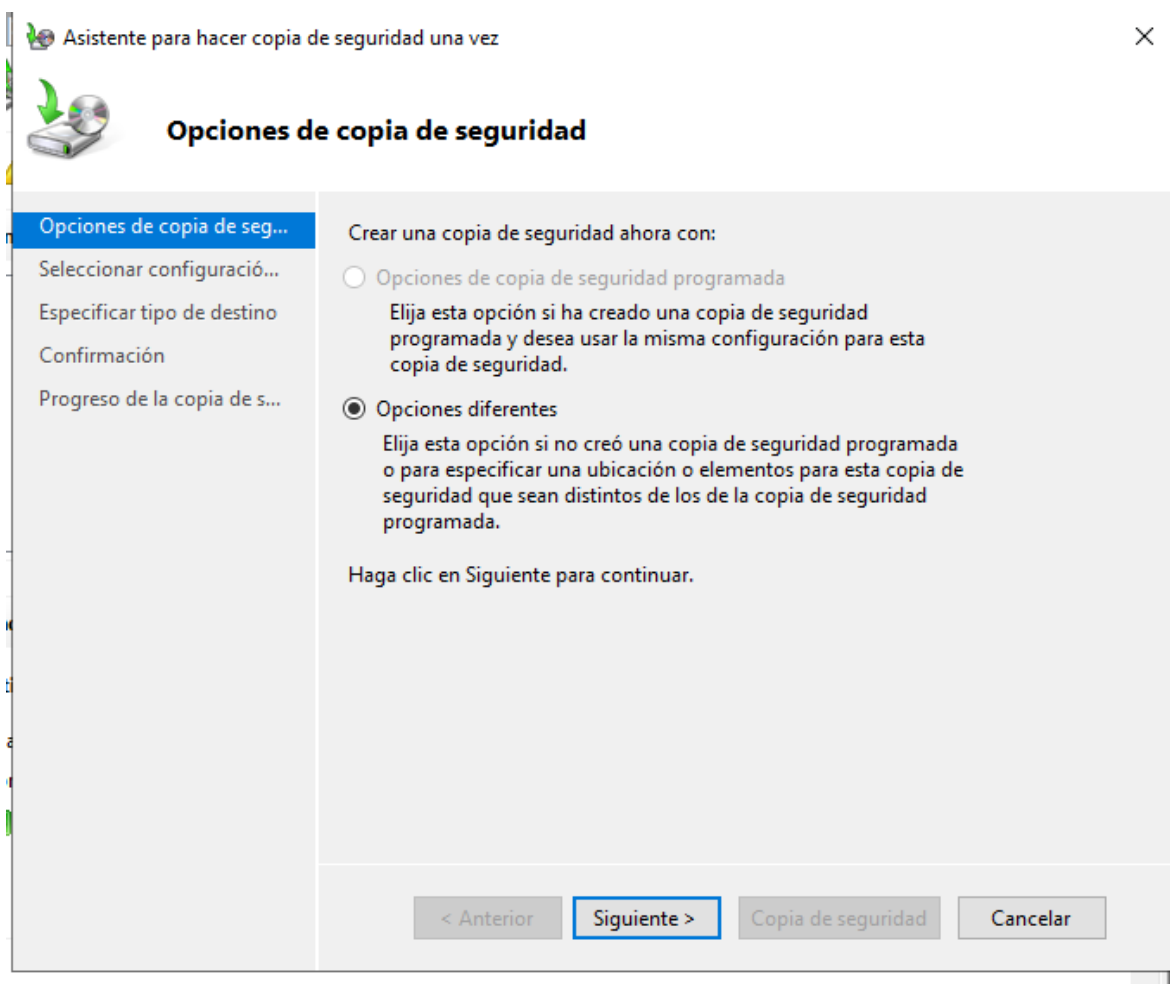 Asistente para hacer copia de seguridad una vez
Opciones de copia de seguridad
Opciones de copia de seg...
Seleccionar configuració...
Especificar tipo de destino
Confirmación
Progreso de la copia de s...
Crear una copia de seguridad ahora con:
Opciones de copia de seguridad programada
Elija esta opción si ha creado una copia de seguridad
programada y desea usar la misma configuración para esta
copia de seguridad.
Opciones diferentes
Elija esta opción si no creó una copia de seguridad programada
o para especificar una ubicación o elementos para esta copia de
seguridad que sean distintos de los de la copia de seguridad
programada.
Haga clic en Siguiente para continuar.
< Anterior
Siguiente >
Copia de seguridad
Cancelar